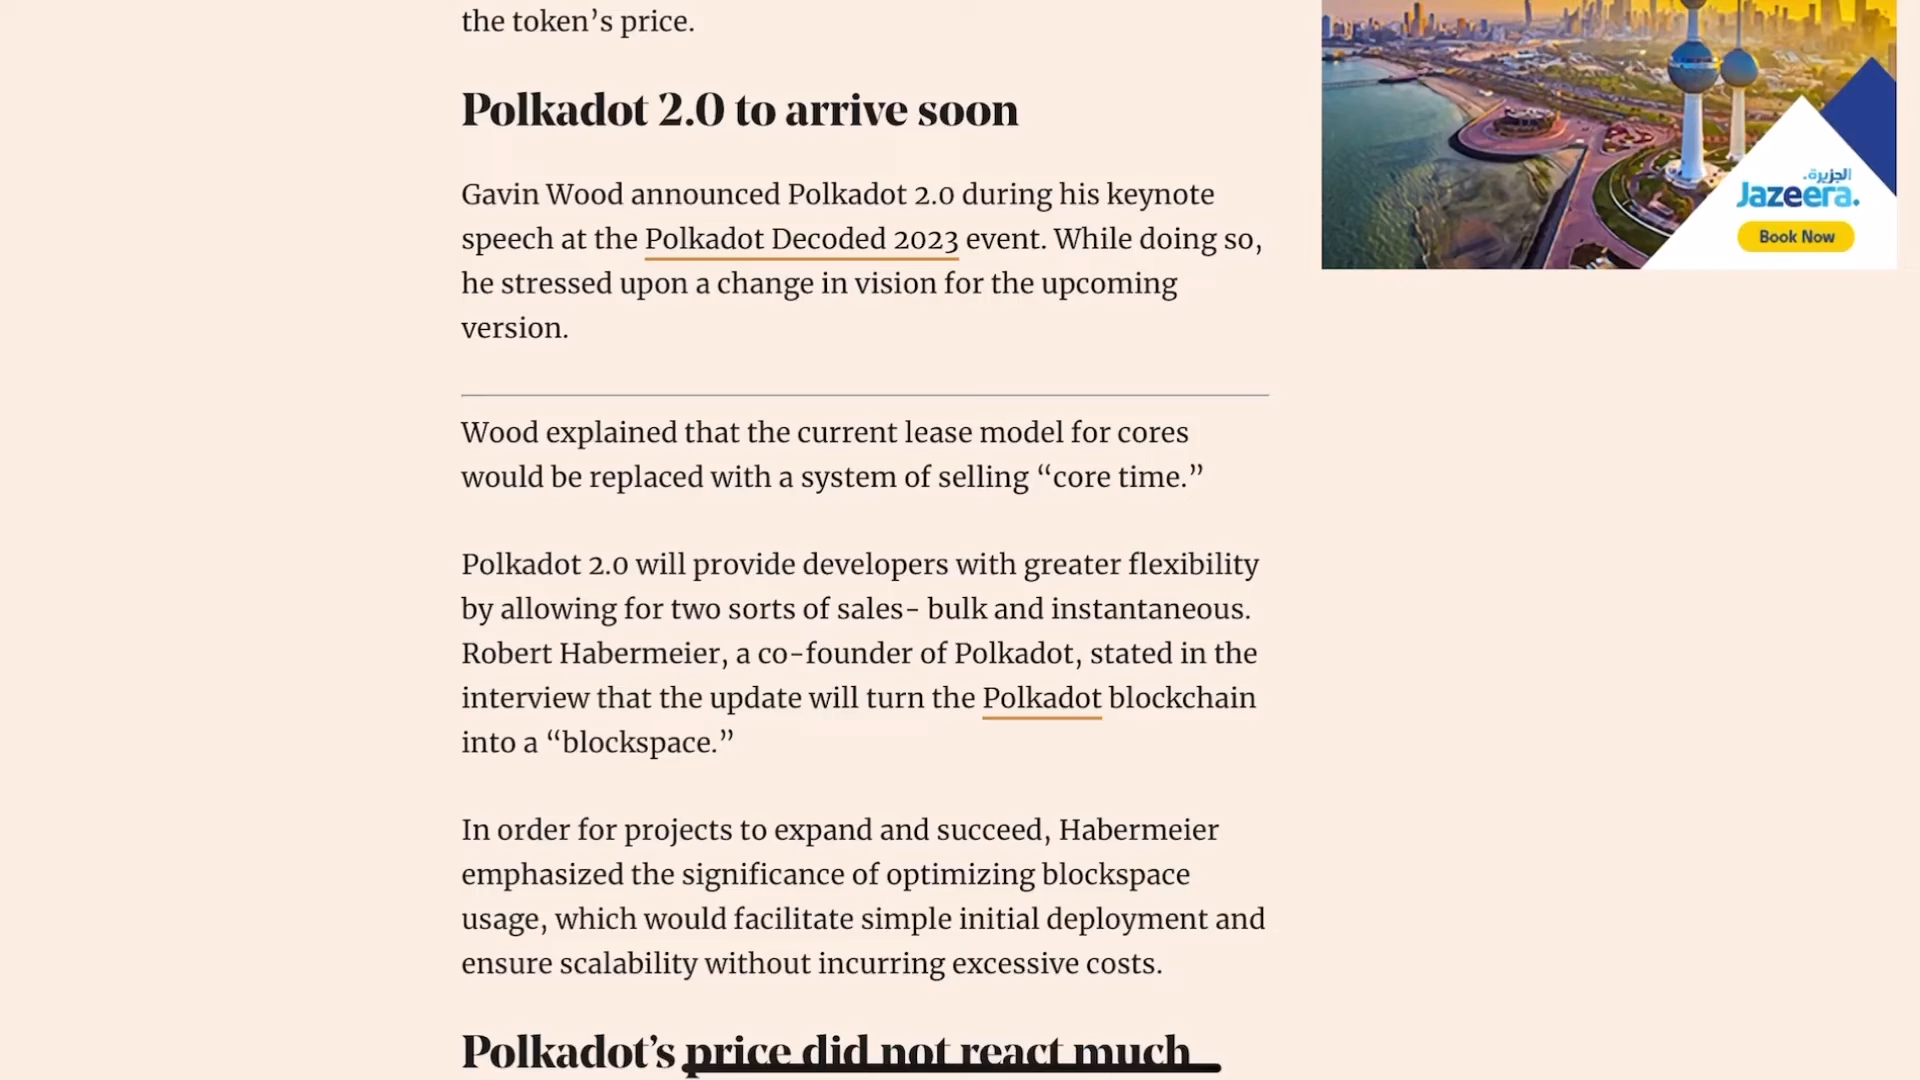 the token’s price.
Polkadot 2.0 to arrive soon
Gavin Wood announced Polkadot 2.0 during his keynote
speech at the Polkadot Decoded 2023 event. While doing so,
he stressed upon a change in vision for the upcoming
version.
Wood explained that the current lease model for cores
would be replaced with a system of selling “core time.”
Polkadot 2.0 will provide developers with greater flexibility
by allowing for two sorts of sales- bulk and instantaneous.
Robert Habermeier, a co-founder of Polkadot, stated in the
interview that the update will turn the Polkadot blockchain
into a “blockspace.”
In order for projects to expand and succeed, Habermeier
emphasized the significance of optimizing blockspace
usage, which would facilitate simple initial deployment and
ensure scalability without incurring excessive costs.
Polkadot’s price did not react much
الجزيرة.
Jazeera.
Book Now